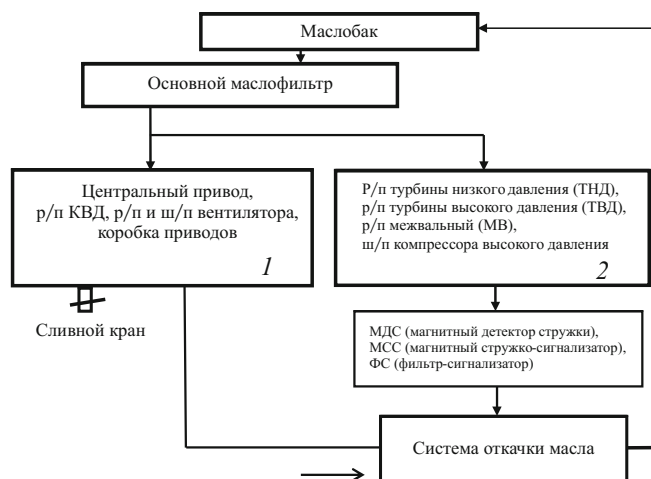 Маслобак
Основной маслофильтр
Центральный привод,
р/п КВД, р/п и ш/п вентилятора,
коробка приводов
1
Р/п турбины низкого давления (ТНД),
р/п турбины высокого давления (ТВД),
р/п межвальный (МВ),
ш/п компрессора высокого давления
2
Сливной кран
МДС (магнитный детектор стружки),
МСС (магнитный стружко-сигнализатор),
ФС (фильтр-сигнализатор)
Система откачки масла